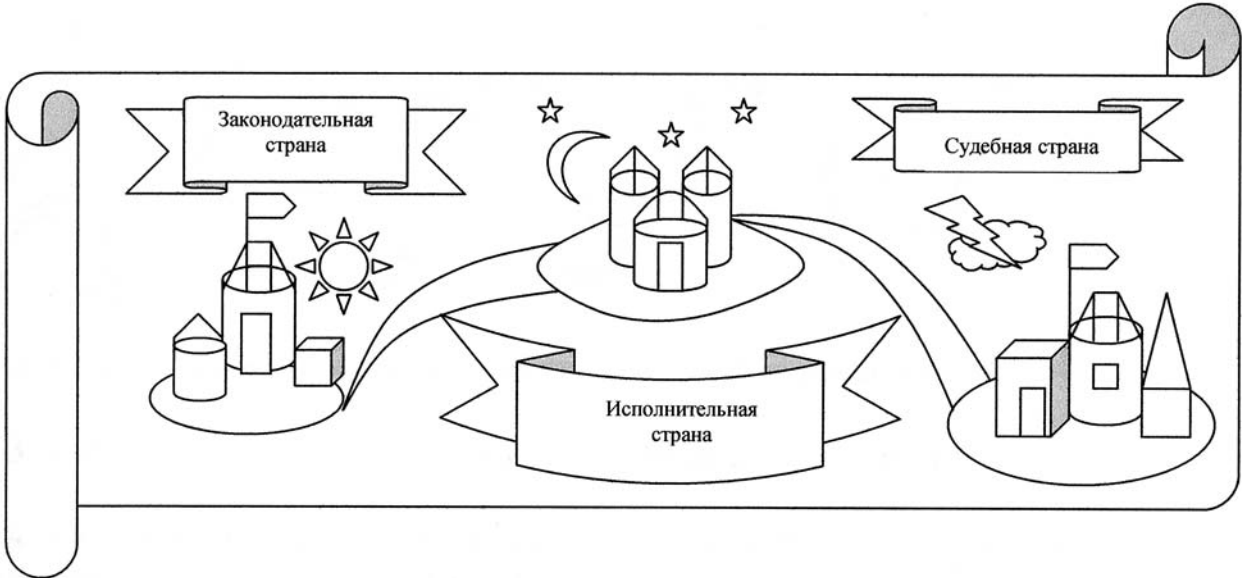 Законодательная
страна
Судебная страна
Исполнительная
страна